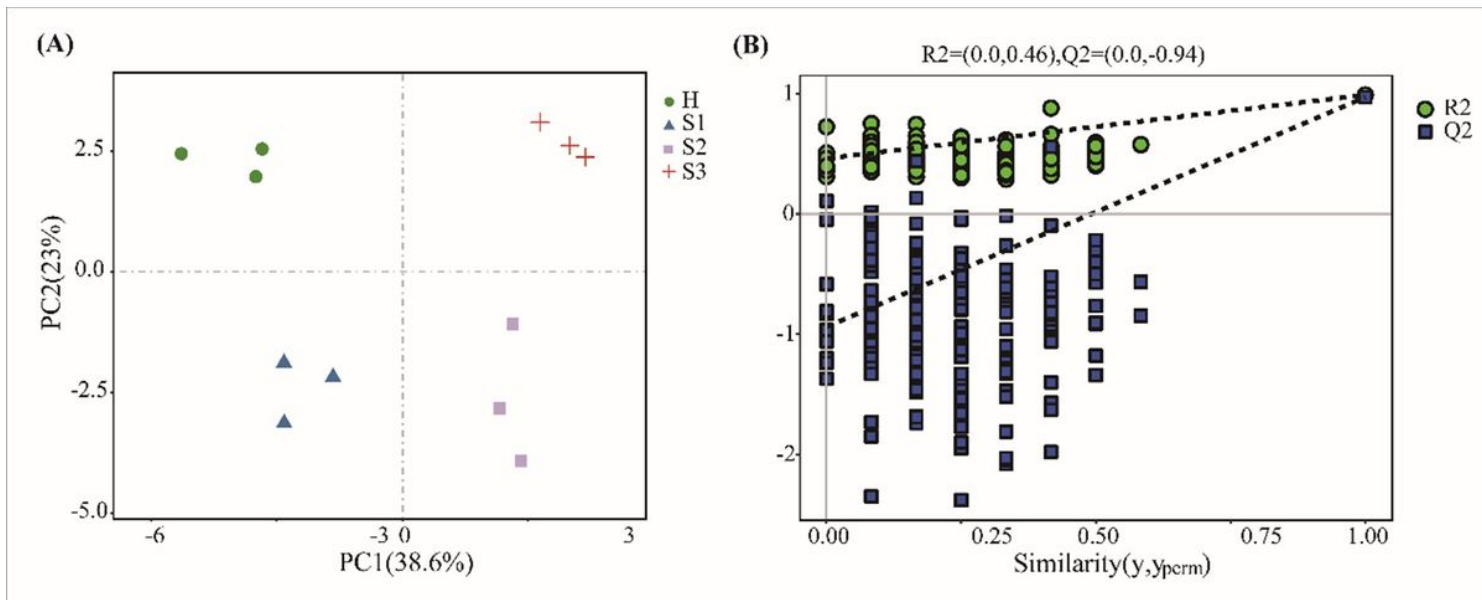 (A)
H
S1
S2
S3
2.5
0.0
-2.5
-5.0
PC2(23%)
-6
-3 0
3
PC1(38.6%)
(B)
R2=(0.0,0.46),Q2=(0.0,-0.94)
R2
Q2
1
0
-1
-2
0.00
0.25
0.50
0.75
1.00
Similarity(y,yperm)